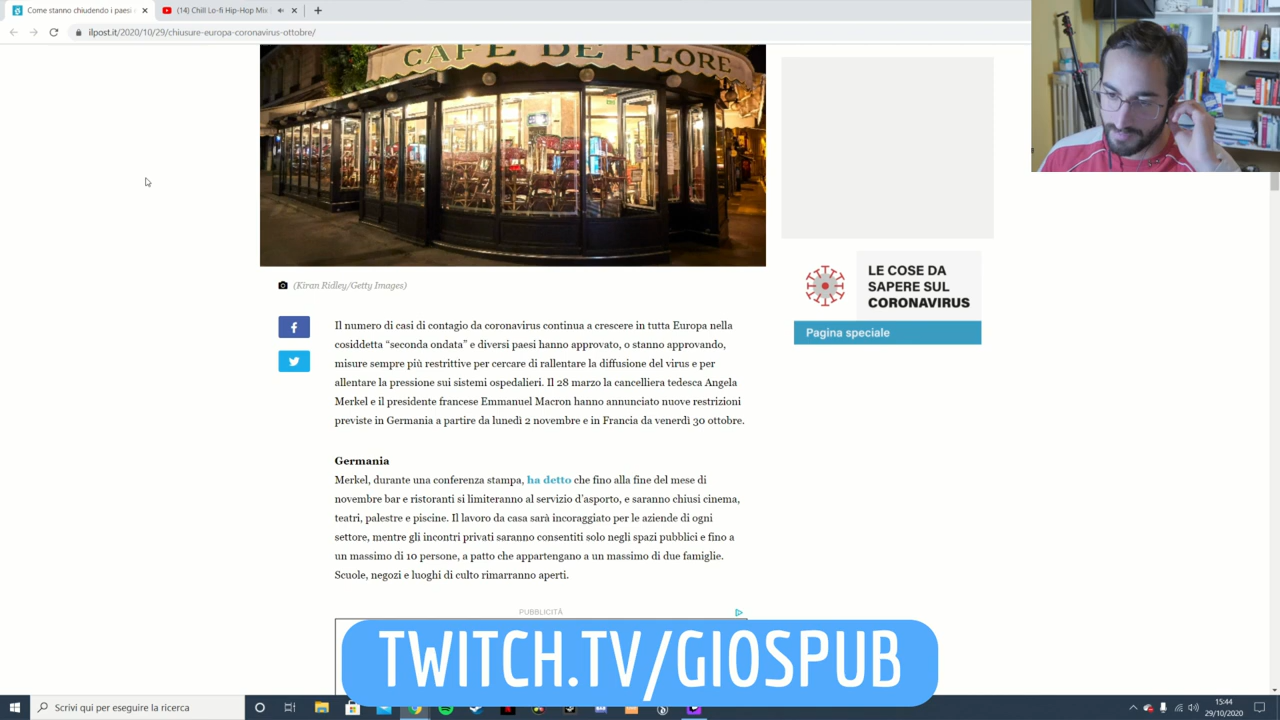 Come stanno chiudendo i paesi
(14) Chill Lo-fi Hip-Hop Mix
ilpost.it/2020/10/29/chiusure-europa-coronavirus-ottobre/
CAFE DE FLORE
(Kiran Ridley/Getty Images)
LE COSE DA
SAPERE SUL
CORONAVIRUS
Pagina speciale
Il numero di casi di contagio da coronavirus continua a crescere in tutta Europa nella
cosiddetta “seconda ondata” e diversi paesi hanno approvato, o stanno approvando,
misure sempre più restrittive per cercare di rallentare la diffusione del virus e per
allentare la pressione sui sistemi ospedalieri. Il 28 marzo la cancelliera tedesca Angela
Merkel e il presidente francese Emmanuel Macron hanno annunciato nuove restrizioni
previste in Germania a partire da lunedì 2 novembre e in Francia da venerdì 30 ottobre.
Germania
Merkel, durante una conferenza stampa, ha detto che fino alla fine del mese di
novembre bar e ristoranti si limiteranno al servizio d’asporto, e saranno chiusi cinema,
teatri, palestre e piscine. Il lavoro da casa sarà incoraggiato per le aziende di ogni
settore, mentre gli incontri privati saranno consentiti solo negli spazi pubblici e fino a
un massimo di 10 persone, a patto che appartengano a un massimo di due famiglie.
Scuole, negozi e luoghi di culto rimarranno aperti.
PUBBLICITÀ
TWITCH.TV/GIOSPUB
Scrivi qui per eseguire la ricerca
15:44
29/10/2020